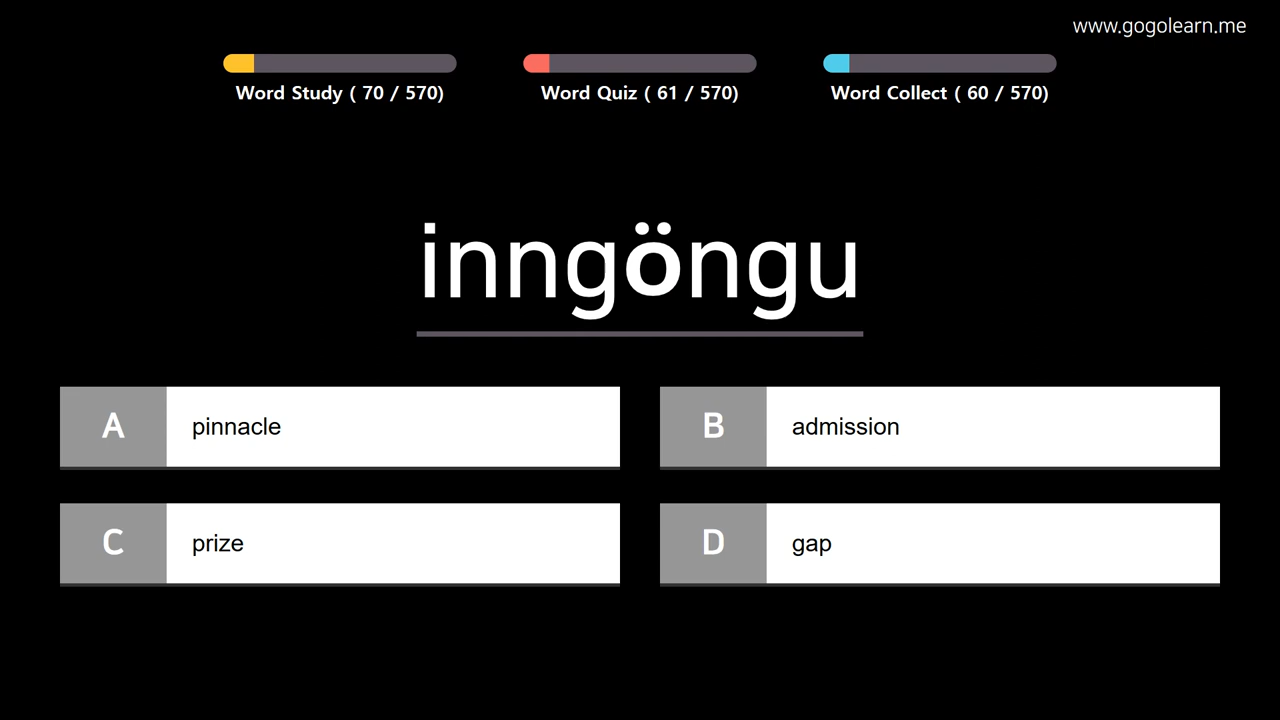 www.gogolearn.me
Word Study ( 70 / 570)
Word Quiz ( 61 / 570)
Word Collect ( 60 / 570)
inngöngu
A pinnacle
B admission
C prize
D gap